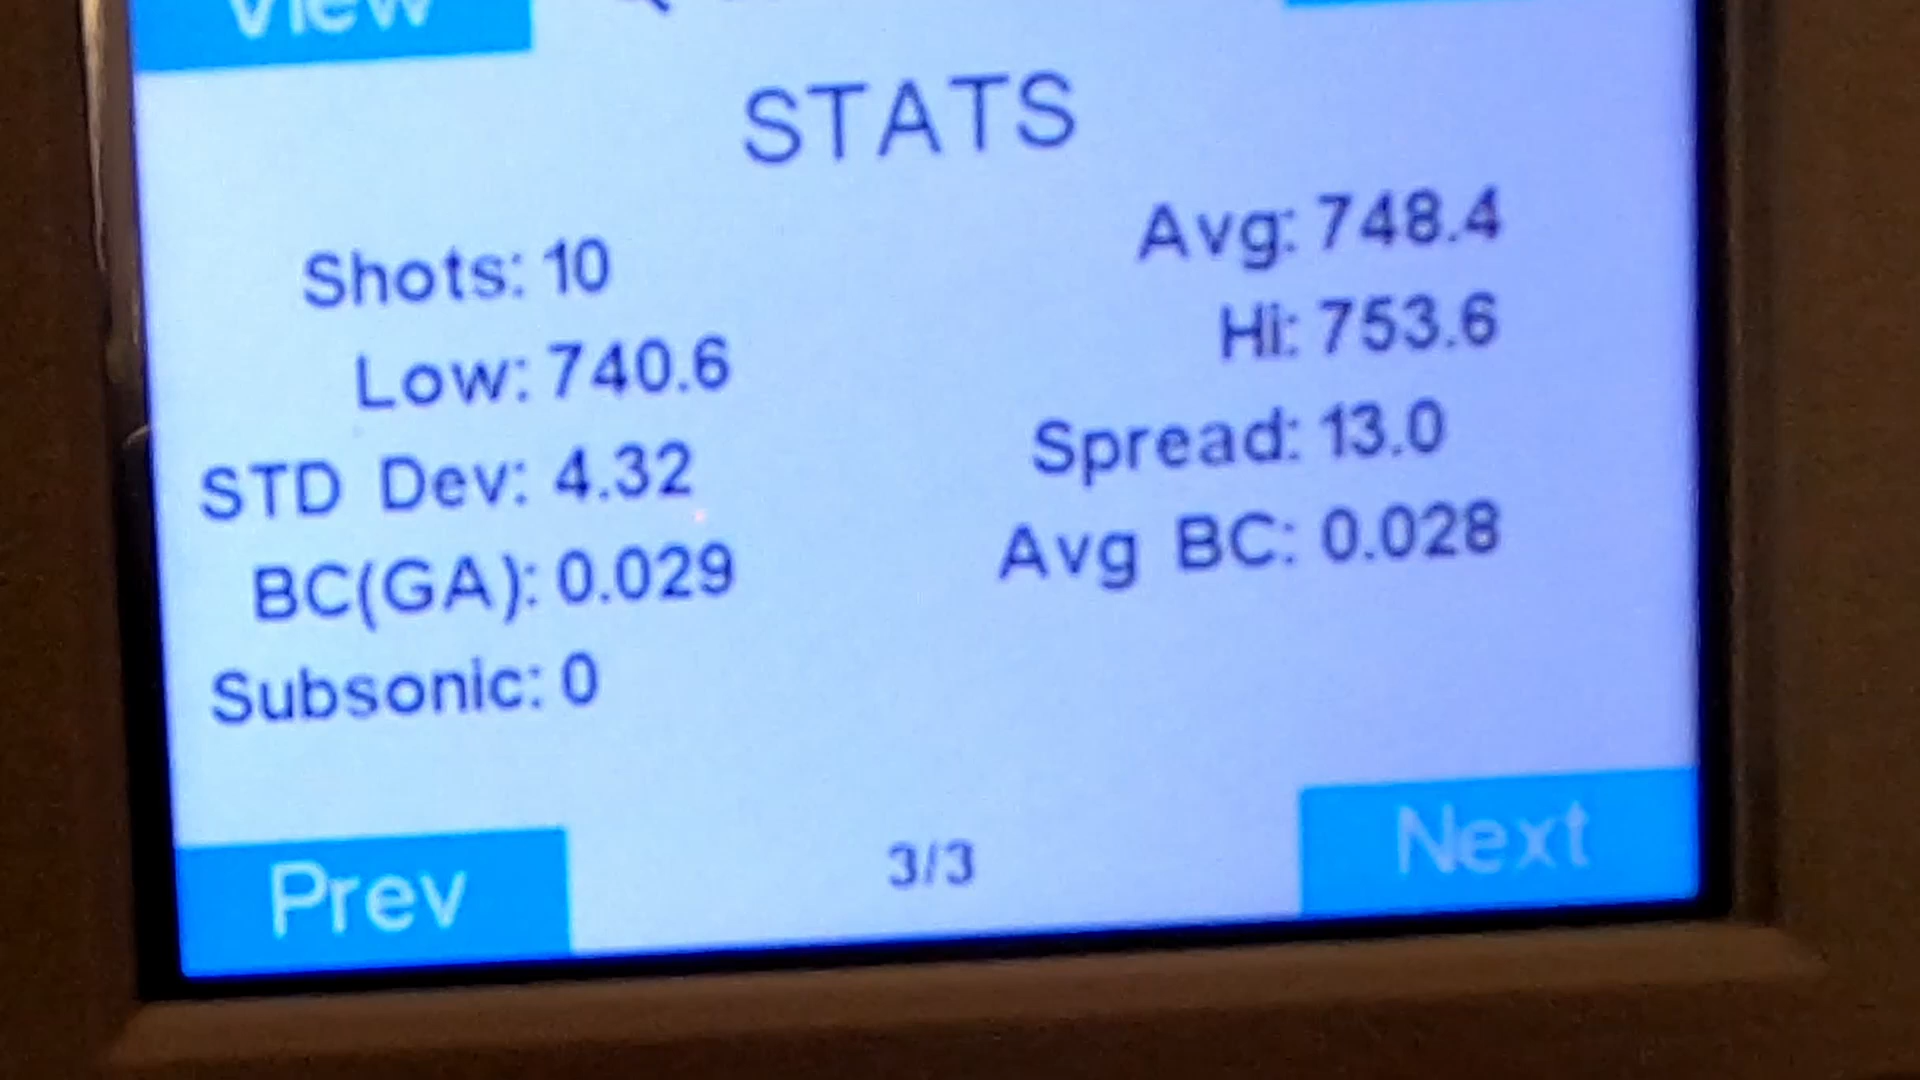 View
STATS
Shots: 10
Avg: 748.4
Low: 740.6
Hi: 753.6
STD Dev: 4.32
Spread: 13.0
BC(GA): 0.029
Avg BC: 0.028
Subsonic: 0
Prev
3/3
Next